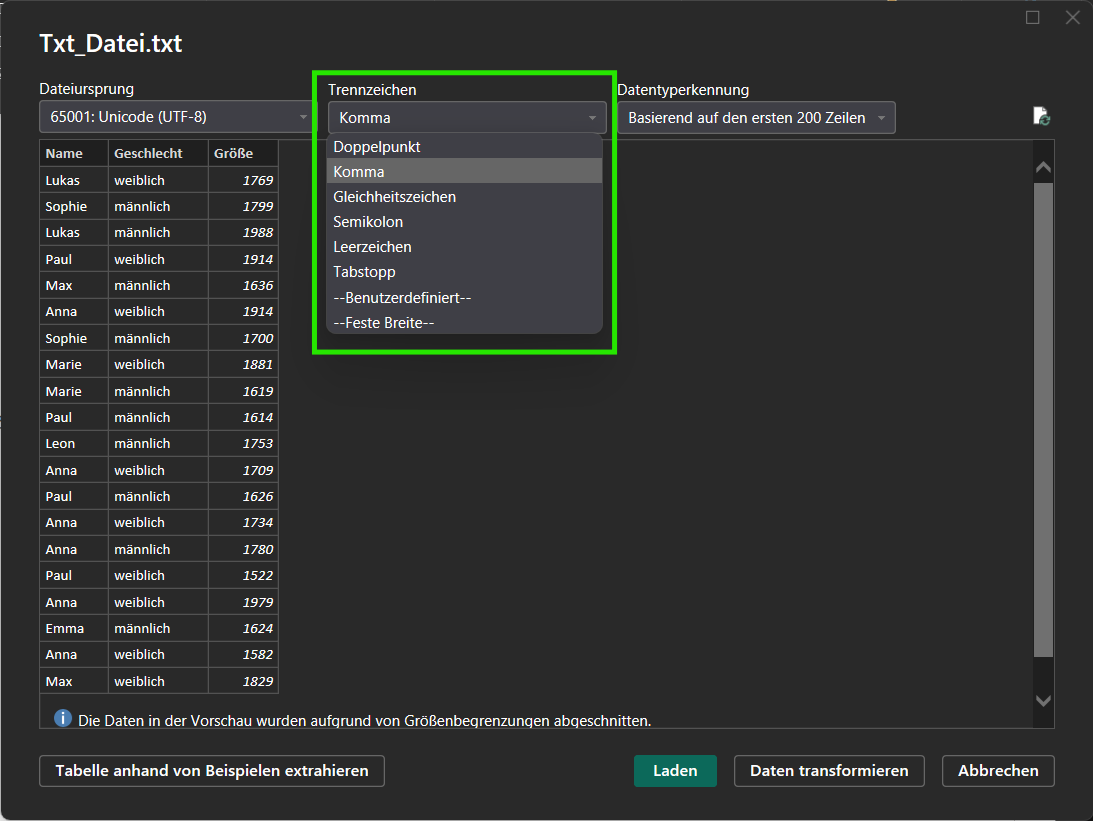 Txt_Datei.txt
Dateiursprung Trennzeichen Datentyperkennung
65001: Unicode (UTF-8) Komma Basierend auf den ersten 200 Zeilen
Doppelpunkt
Komma
Gleichheitszeichen
Semikolon
Leerzeichen
Tabstopp
--Benutzerdefiniert--
--Feste Breite--
Name Geschlecht Größe
Lukas weiblich 1769
Sophie männlich 1799
Lukas männlich 1988
Paul weiblich 1914
Max männlich 1636
Anna weiblich 1914
Sophie männlich 1700
Marie weiblich 1881
Marie männlich 1619
Paul männlich 1614
Leon männlich 1753
Anna weiblich 1709
Paul männlich 1626
Anna weiblich 1734
Anna männlich 1780
Paul weiblich 1522
Anna weiblich 1979
Emma männlich 1624
Anna weiblich 1582
Max weiblich 1829
Die Daten in der Vorschau wurden aufgrund von Größenbegrenzungen abgeschnitten.
Tabelle anhand von Beispielen extrahieren Laden Daten transformieren Abbrechen